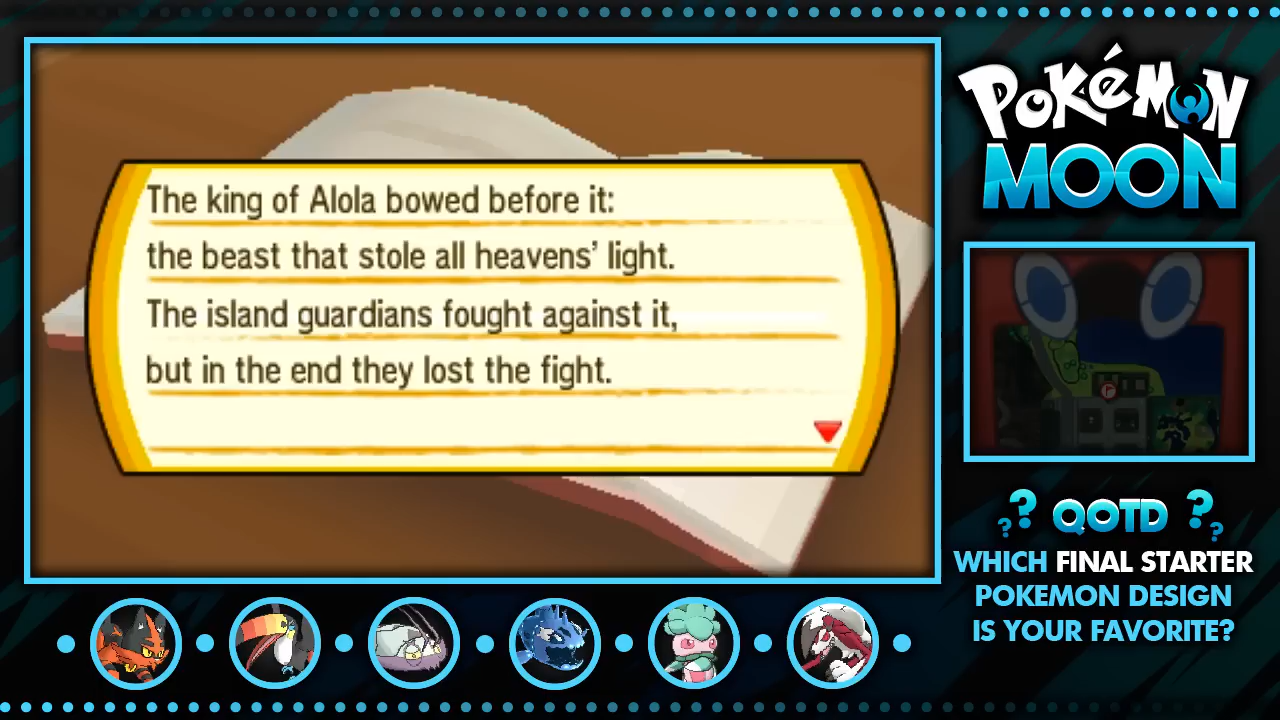 The king of Alola bowed before it:
the beast that stole all heavens’ light.
The island guardians fought against it,
but in the end they lost the fight.
POKéMON
MOON
?? QOTD ??
WHICH FINAL STARTER
POKEMON DESIGN
IS YOUR FAVORITE?